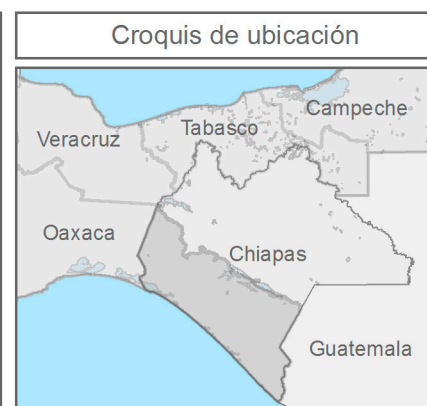 Croquis de ubicación
Campeche
Tabasco
Veracruz
Oaxaca
Chiapas
Guatemala